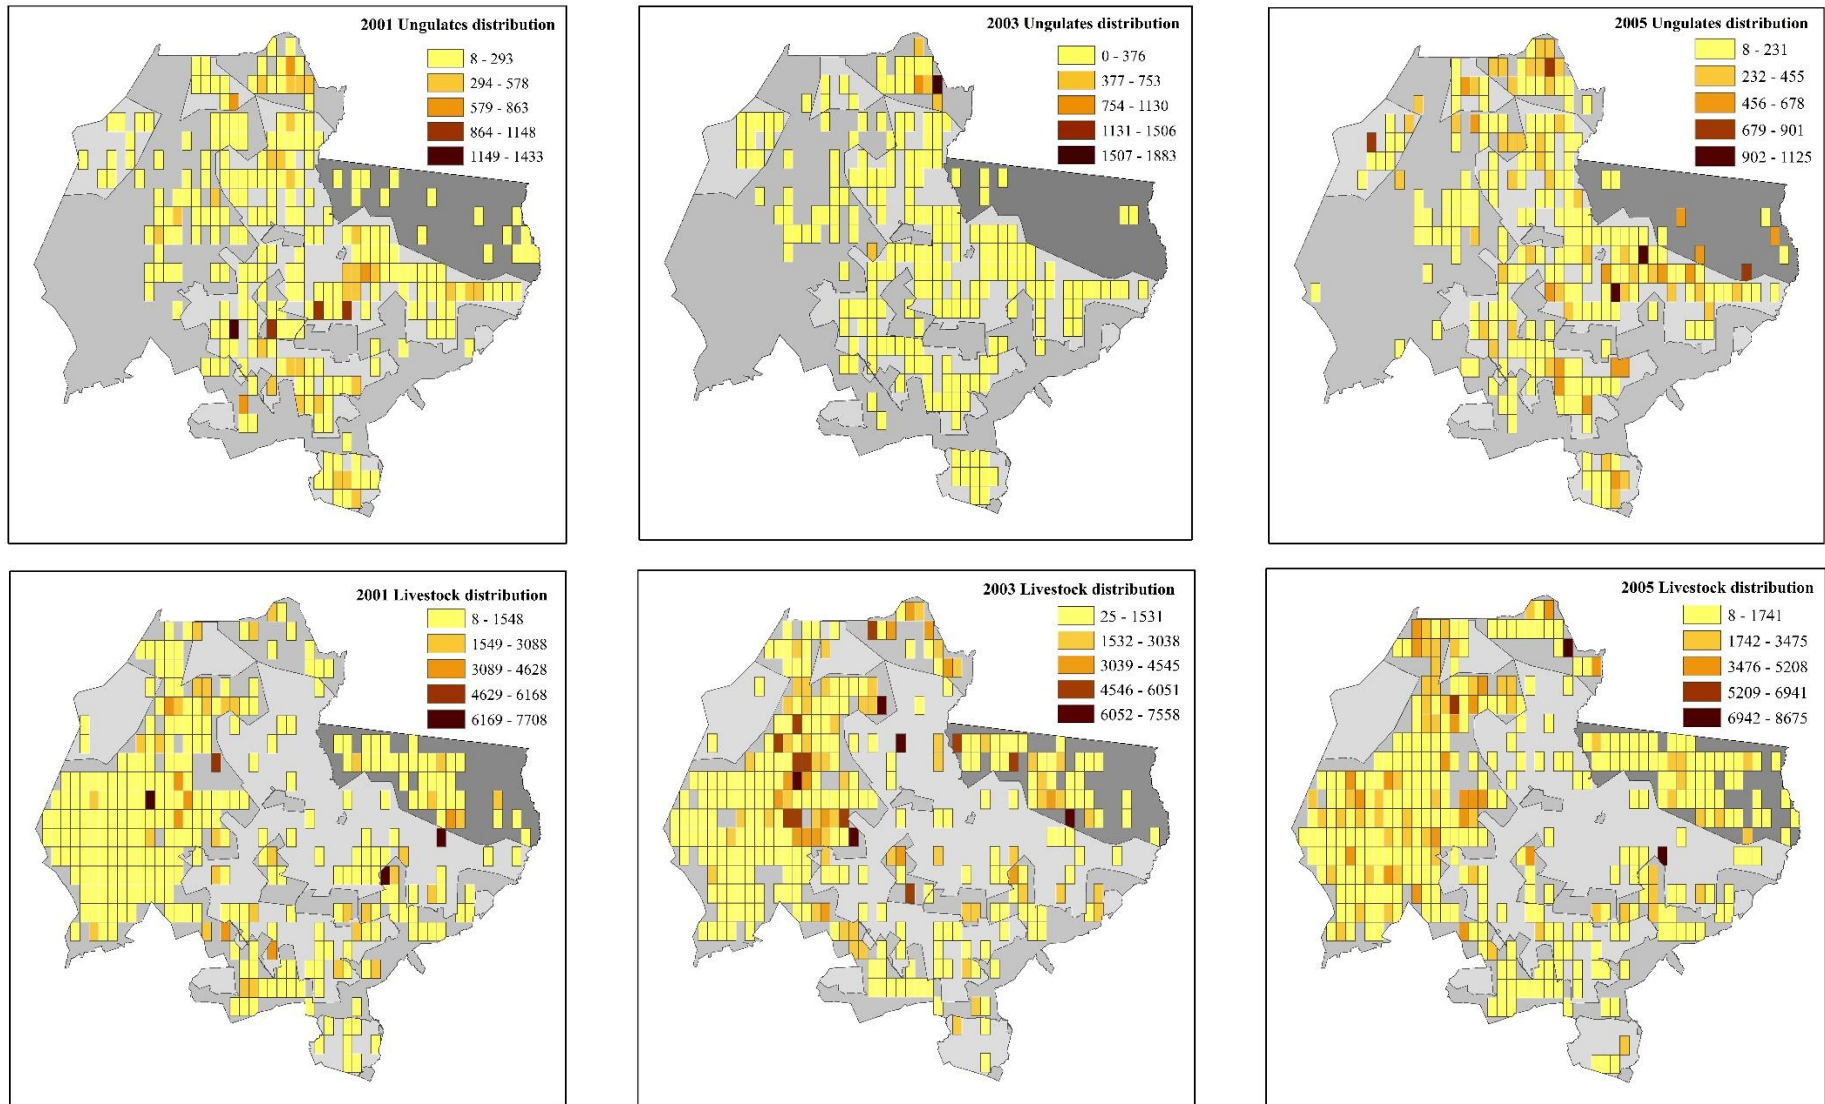 2001 Ungulates distribution
8 - 293
294 - 578
579 - 863
864 - 1148
1149 - 1433
2003 Ungulates distribution
0 - 376
377 - 753
754 - 1130
1131 - 1506
1507 - 1883
2005 Ungulates distribution
8 - 231
232 - 455
456 - 678
679 - 901
902 - 1125
2001 Livestock distribution
8 - 1548
1549 - 3088
3089 - 4628
4629 - 6168
6169 - 7708
2003 Livestock distribution
25 - 1531
1532 - 3038
3039 - 4545
4546 - 6051
6052 - 7558
2005 Livestock distribution
8 - 1741
1742 - 3475
3476 - 5208
5209 - 6941
6942 - 8675